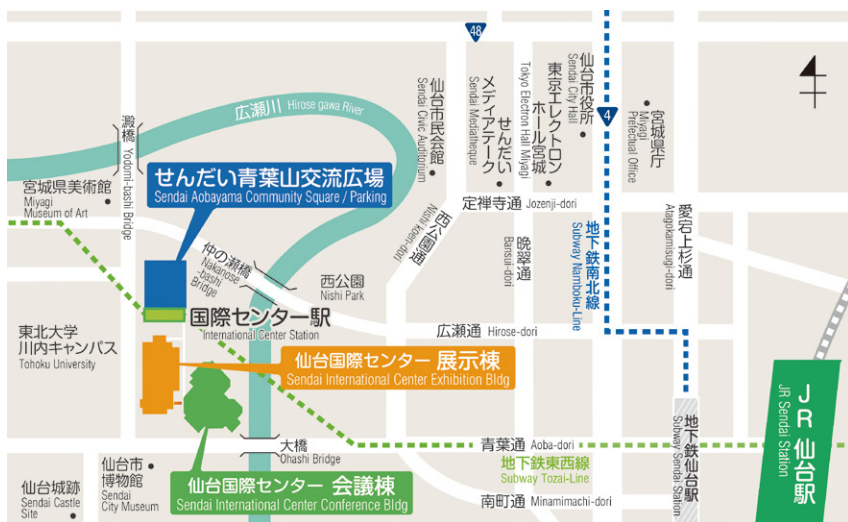 48
4
広瀬川 Hirose gawa River
澱橋
Yodomi-bashi Bridge
宮城県美術館
Miyagi
Museum of Art
せんだい青葉山交流広場
Sendai Aobayama Community Square / Parking
仙台市民会館
Sendai Civic Auditorium
せんだい
メディアテーク
Sendai Mediatheque
東京エレクトロン
ホール宮城
Tokyo Electron Hall Miyagi
仙台市役所
Sendai City Hall
宮城県庁
Miyagi
Prefectual Office
定禅寺通 Jozenji-dori
西公園通
Nishi koen-dori
晩翠通
Bansui-dori
地下鉄南北線
Subway Namboku-Line
愛宕上杉通
Atagokamisugi-dori
仲の瀬橋
Nakanose
-bashi
Bridge
西公園
Nishi Park
国際センター駅
International Center Station
広瀬通 Hirose-dori
東北大学
川内キャンパス
Tohoku University
仙台国際センター 展示棟
Sendai International Center Exhibition Bldg
JR 仙台駅
JR Sendai Station
地下鉄仙台駅
Subway Sendai Station
大橋
Ohashi Bridge
青葉通 Aoba-dori
地下鉄東西線
Subway Tozai-Line
仙台市
博物館
Sendai
City Museum
仙台国際センター 会議棟
Sendai International Center Conference Bldg
仙台城跡
Sendai Castle
Site
南町通 Minamimachi-dori